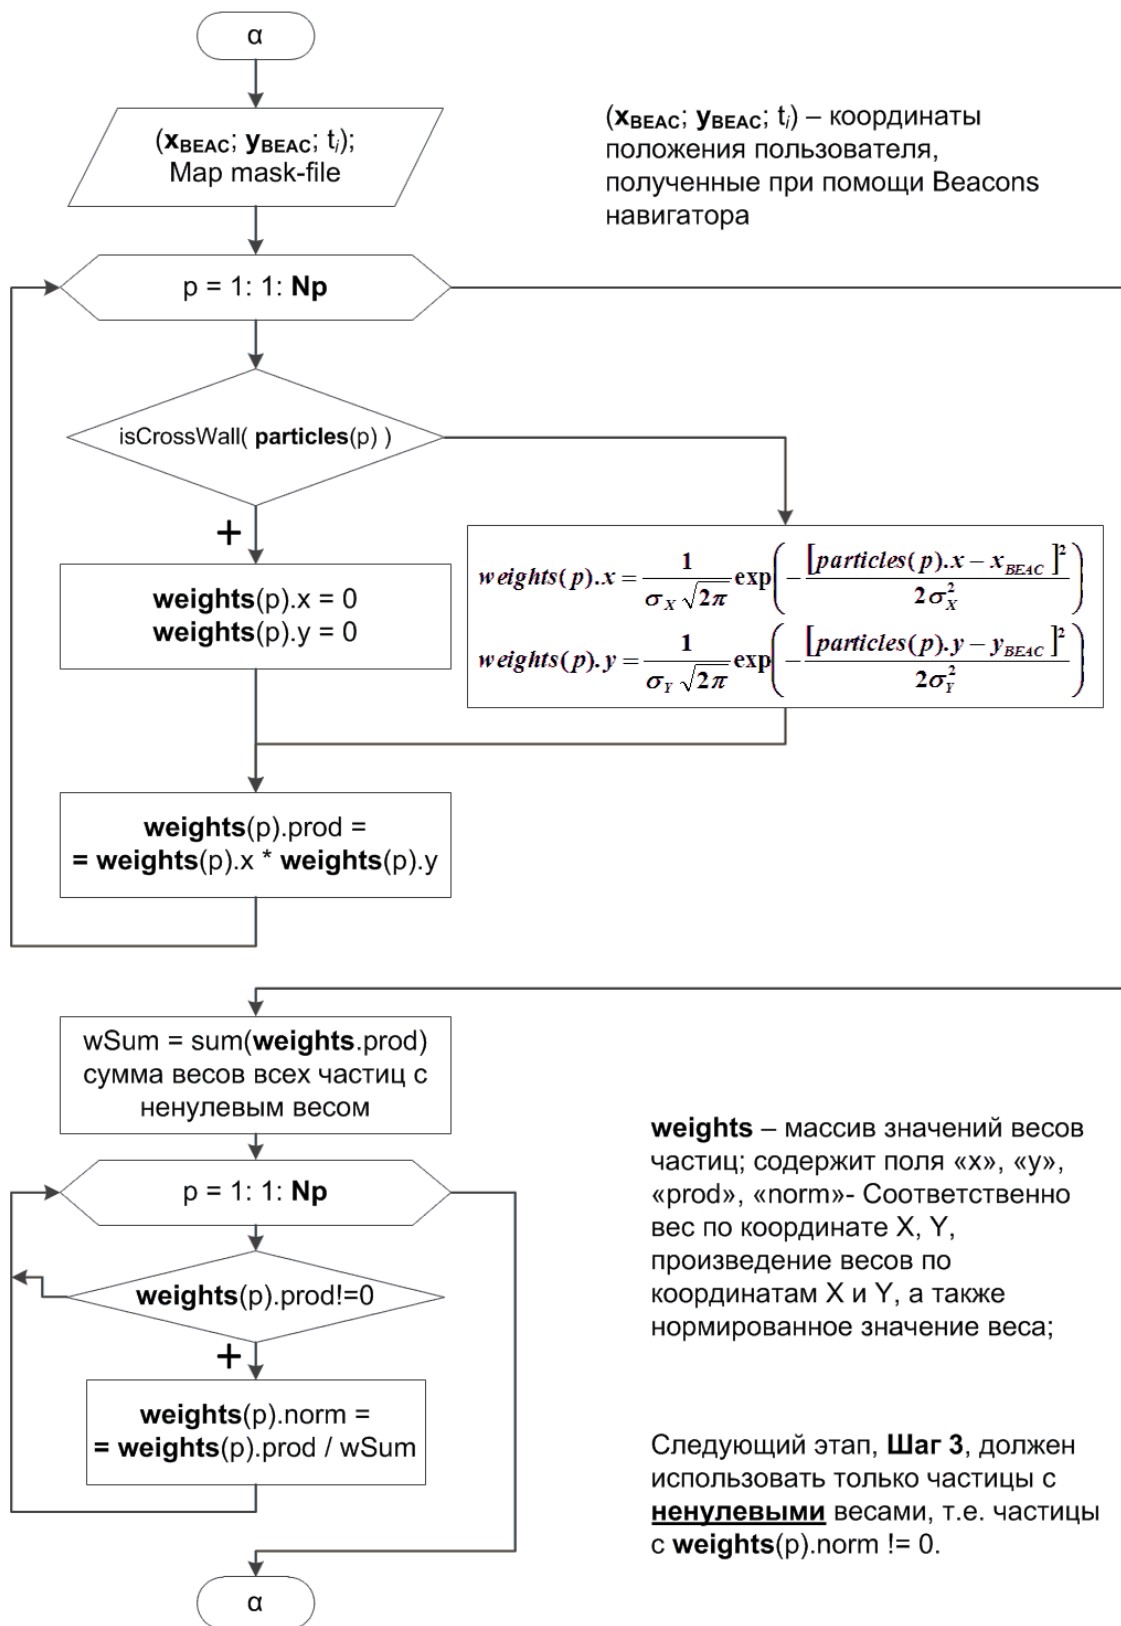 α
(xBEAC; yBEAC; ti);
Map mask-file
(xBEAC; yBEAC; ti) – координаты
положения пользователя,
полученные при помощи Beacons
навигатора
p = 1: 1: Np
isCrossWall( particles(p) )
+
weights(p).x = 0
weights(p).y = 0
weights(p).x = 1/(σX √2π) exp(−[particles(p).x − xBEAC]²/(2σX²))
weights(p).y = 1/(σY √2π) exp(−[particles(p).y − yBEAC]²/(2σY²))
weights(p).prod =
= weights(p).x * weights(p).y
wSum = sum(weights.prod)
сумма весов всех частиц с
ненулевым весом
p = 1: 1: Np
weights(p).prod!=0
+
weights(p).norm =
= weights(p).prod / wSum
α
weights – массив значений весов
частиц; содержит поля «x», «y»,
«prod», «norm»- Соответственно
вес по координате X, Y,
произведение весов по
координатам X и Y, а также
нормированное значение веса;
Следующий этап, Шаг 3, должен
использовать только частицы с
ненулевыми весами, т.е. частицы
с weights(p).norm != 0.